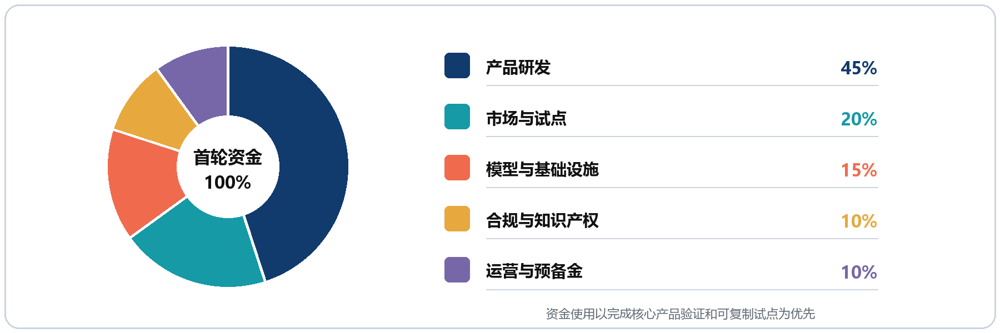 首轮资金
100%
产品研发 45%
市场与试点 20%
模型与基础设施 15%
合规与知识产权 10%
运营与预备金 10%
资金使用以完成核心产品验证和可复制试点为优先